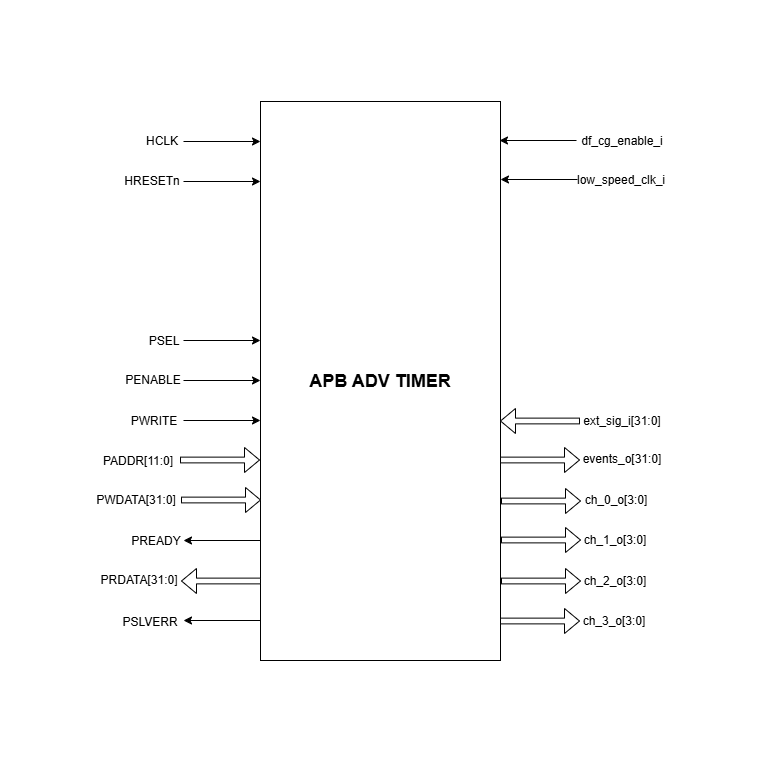 HCLK
HRESETn
PSEL
PENABLE
PWRITE
PADDR[11:0]
PWDATA[31:0]
PREADY
PRDATA[31:0]
PSLVERR
APB ADV TIMER
df_cg_enable_i
low_speed_clk_i
ext_sig_i[31:0]
events_o[31:0]
ch_0_o[3:0]
ch_1_o[3:0]
ch_2_o[3:0]
ch_3_o[3:0]